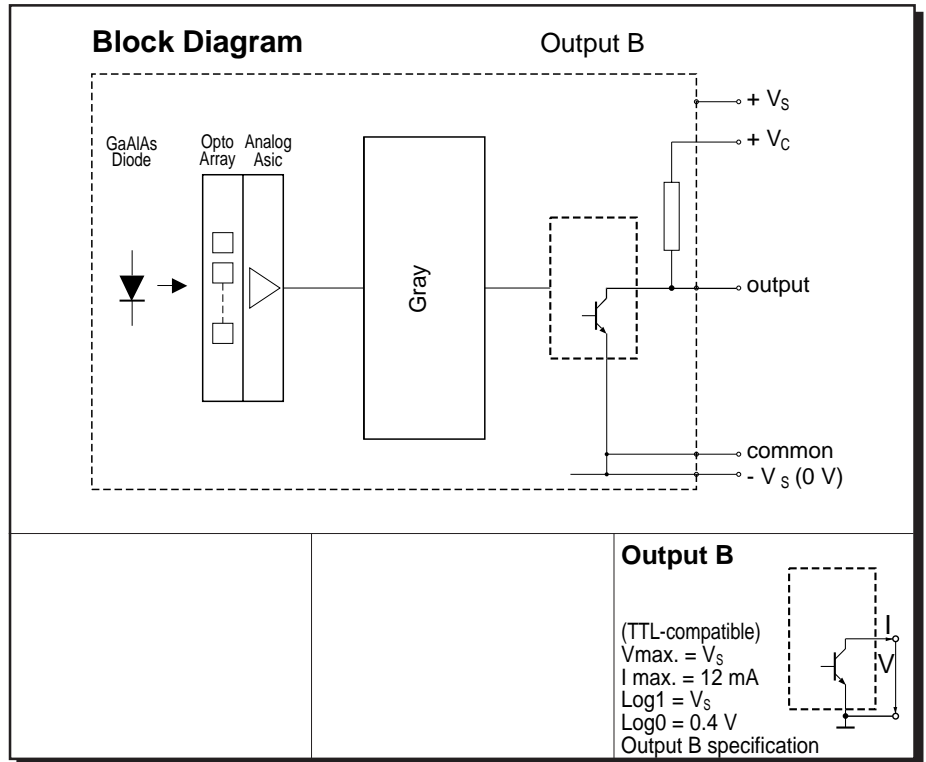 Block Diagram
Output B
+ VS
+ VC
GaAlAs
Diode
Opto
Array
Analog
Asic
Gray
output
common
- V S (0 V)
Output B
(TTL-compatible)
Vmax. = VS
I max. = 12 mA
Log1 = VS
Log0 = 0.4 V
Output B specification
I
V